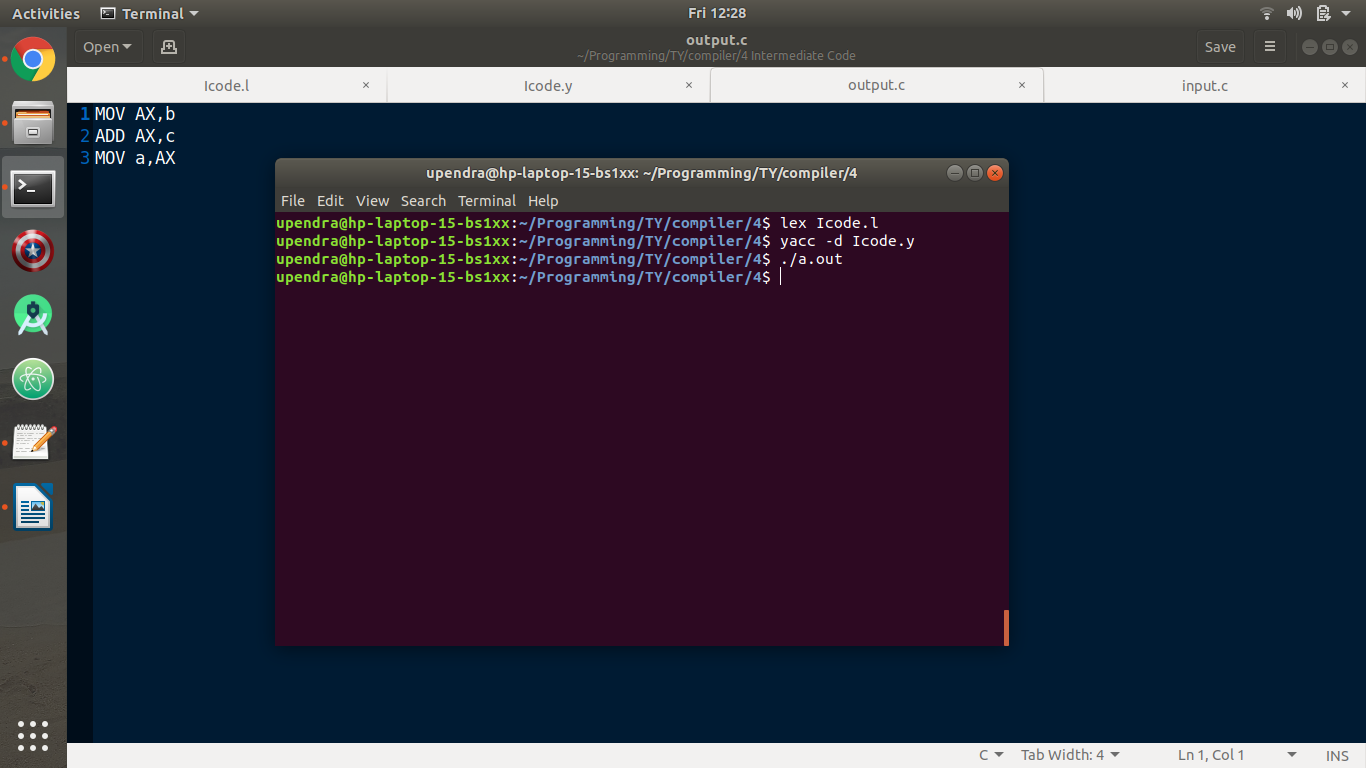 Activities Terminal Fri 12:28
Open output.c Save
~/Programming/TY/compiler/4 Intermediate Code
Icode.l × Icode.y × output.c × input.c ×
1 MOV AX,b
2 ADD AX,c
3 MOV a,AX
upendra@hp-laptop-15-bs1xx: ~/Programming/TY/compiler/4
File Edit View Search Terminal Help
upendra@hp-laptop-15-bs1xx:~/Programming/TY/compiler/4$ lex Icode.l
upendra@hp-laptop-15-bs1xx:~/Programming/TY/compiler/4$ yacc -d Icode.y
upendra@hp-laptop-15-bs1xx:~/Programming/TY/compiler/4$ ./a.out
upendra@hp-laptop-15-bs1xx:~/Programming/TY/compiler/4$
C Tab Width: 4 Ln 1, Col 1 INS